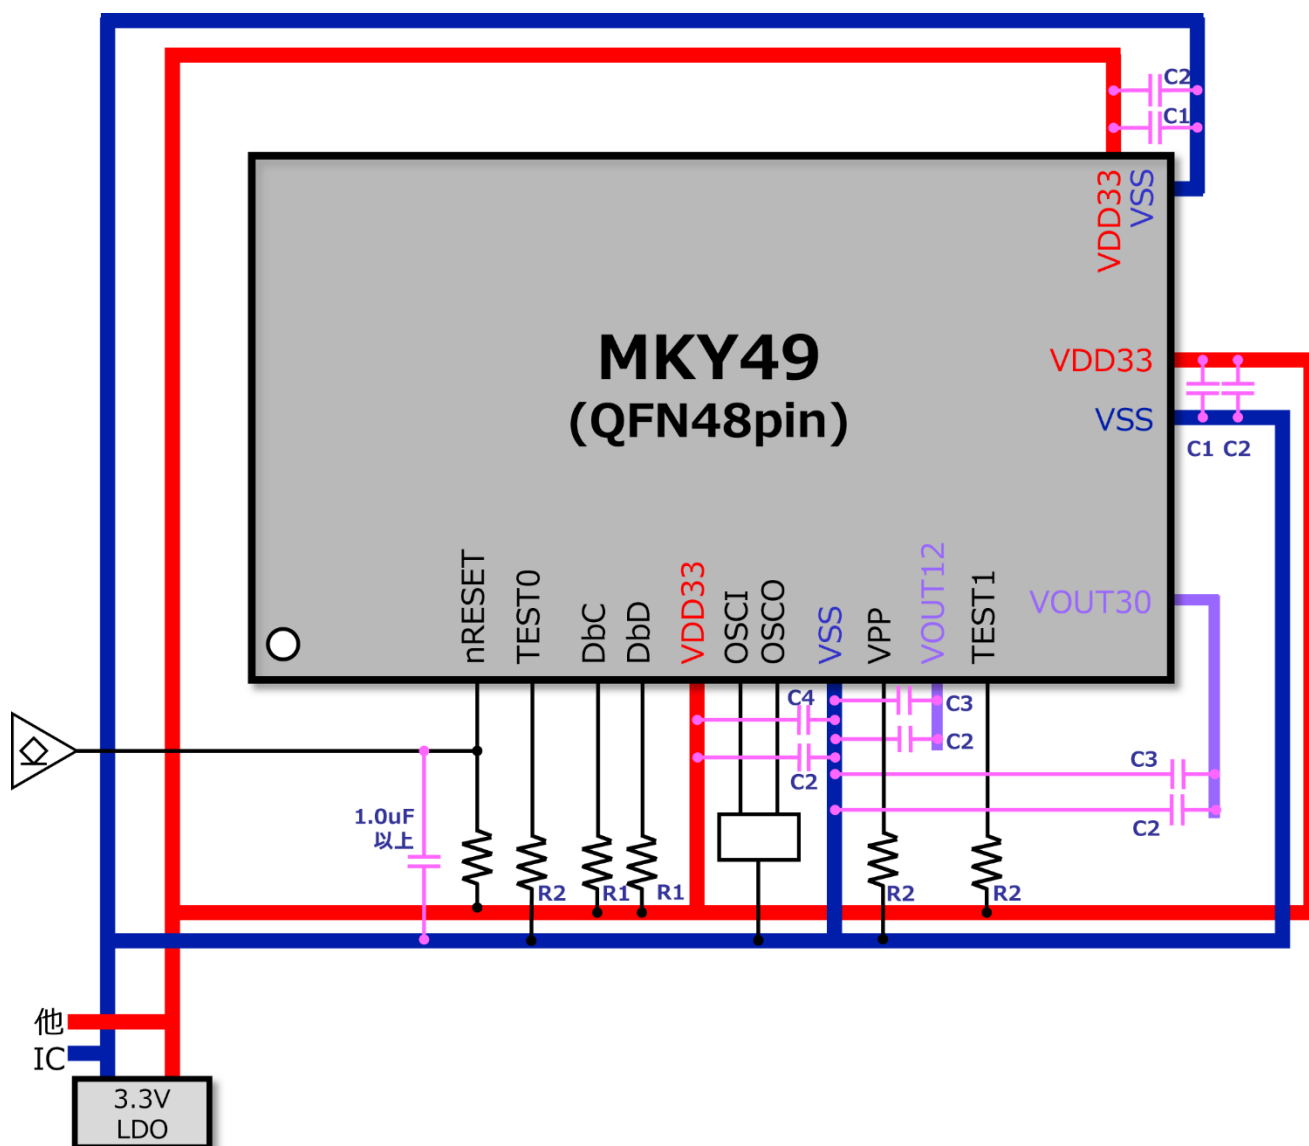 C2
C1
VDD33
VSS
MKY49
(QFN48pin)
VDD33
VSS
C1
C2
VOUT30
nRESET
TEST0
DbC
DbD
VDD33
OSCI
OSCO
VSS
VPP
VOUT12
TEST1
C4
C3
C2
C2
C3
C2
1.0uF
以上
R2
R1
R1
R2
R2
他
IC
3.3V
LDO